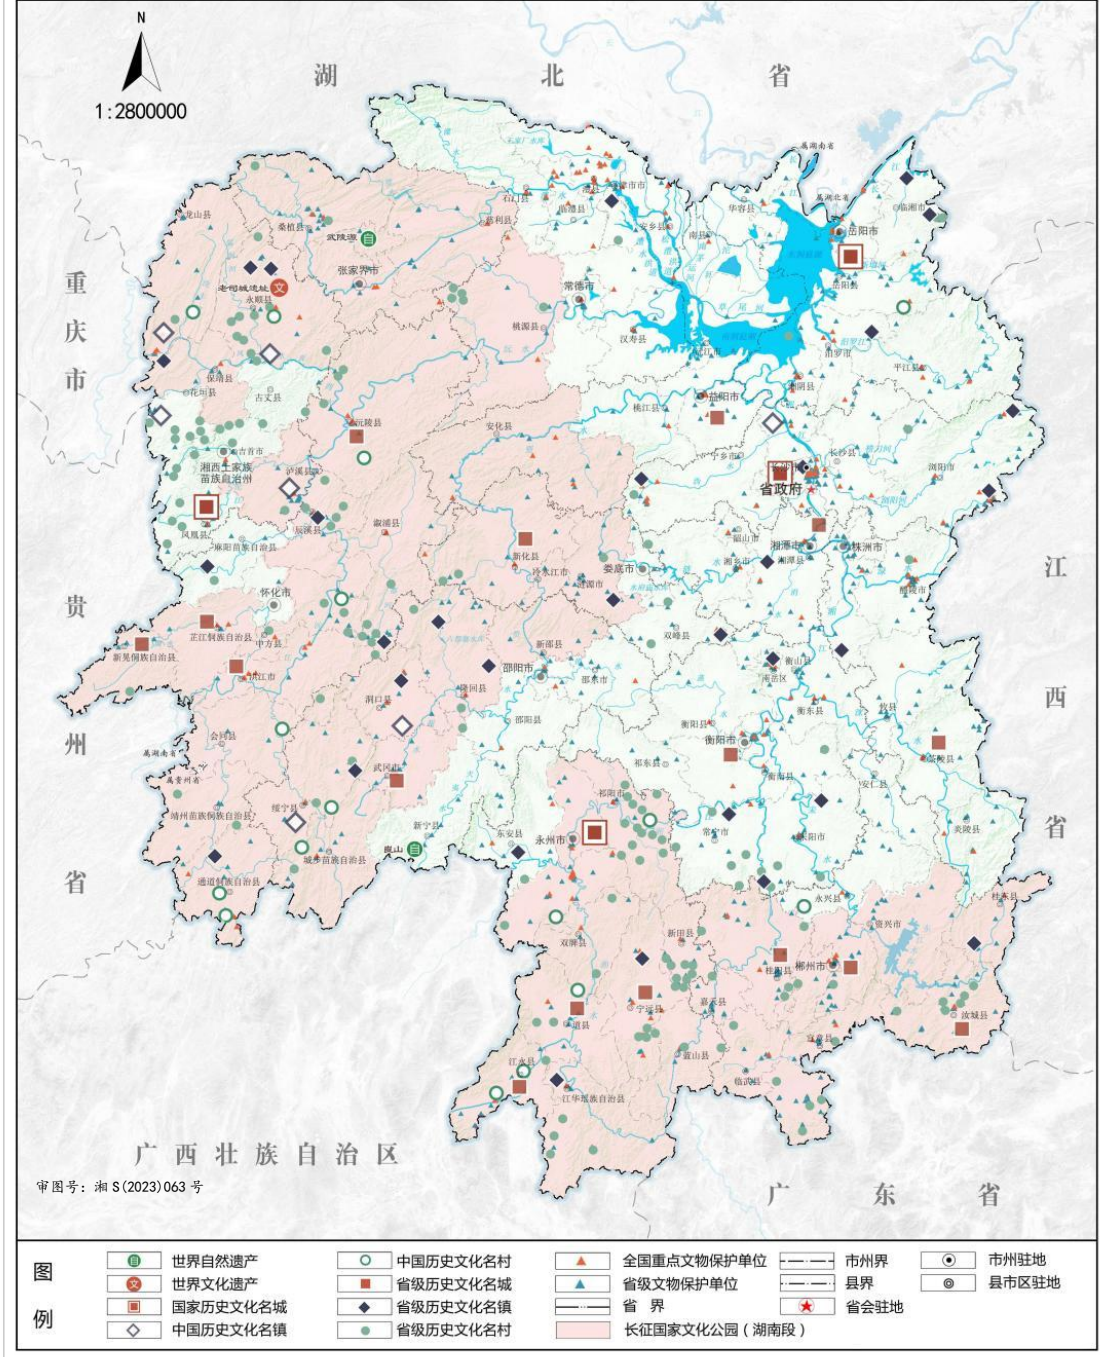 N
1:2800000
湖 北 省
重庆市
贵州省
江西省
广西壮族自治区
广东省
属湖南省
属湖北省
龙山县
桑植县
武陵源
张家界市
慈利县
石门县
临澧县
澧县
津市市
安乡县
南县
华容县
岳阳市
临湘市
岳阳县
老司城遗址
永顺县
常德市
桃源县
汉寿县
沅江市
汨罗市
平江县
湘阴县
保靖县
花垣县
古丈县
沅陵县
安化县
桃江县
益阳市
宁乡市
长沙县
浏阳市
省政府
吉首市
湘西土家族
苗族自治州
泸溪县
辰溪县
溆浦县
凤凰县
麻阳苗族自治县
新化县
冷水江市
涟源市
娄底市
韶山市
湘乡市
湘潭市
湘潭县
株洲市
醴陵市
怀化市
芷江侗族自治县
新晃侗族自治县
中方县
洪江市
新邵县
双峰县
邵阳市
邵东市
隆回县
洞口县
邵阳县
衡山县
南岳区
衡东县
攸县
衡阳县
衡阳市
衡南县
祁东县
茶陵县
安仁县
炎陵县
会同县
属湖南省
属贵州省
武冈市
绥宁县
靖州苗族侗族自治县
新宁县
崀山
城步苗族自治县
通道侗族自治县
东安县
祁阳市
永州市
常宁市
耒阳市
永兴县
资兴市
桂东县
双牌县
新田县
桂阳县
郴州市
嘉禾县
宁远县
道县
汝城县
宜章县
蓝山县
临武县
江永县
江华瑶族自治县
审图号：湘S(2023)063号
图例
世界自然遗产
世界文化遗产
国家历史文化名城
中国历史文化名镇
中国历史文化名村
省级历史文化名城
省级历史文化名镇
省级历史文化名村
全国重点文物保护单位
省级文物保护单位
省 界
长征国家文化公园（湖南段）
市州界
县界
省会驻地
市州驻地
县市区驻地